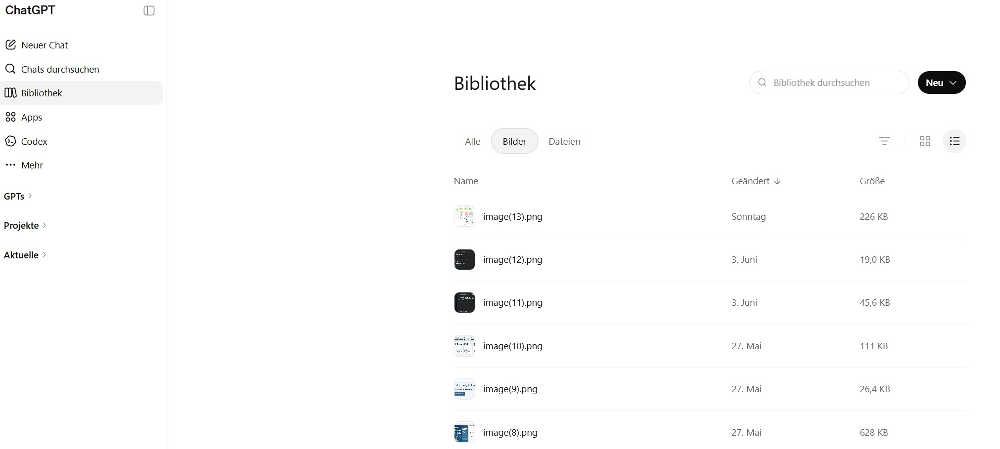 ChatGPT
Neuer Chat
Chats durchsuchen
Bibliothek
Apps
Codex
Mehr
GPTs
Projekte
Aktuelle
Bibliothek
Bibliothek durchsuchen
Neu
Alle Bilder Dateien
Name Geändert Größe
image(13).png Sonntag 226 KB
image(12).png 3. Juni 19,0 KB
image(11).png 3. Juni 45,6 KB
image(10).png 27. Mai 111 KB
image(9).png 27. Mai 26,4 KB
image(8).png 27. Mai 628 KB